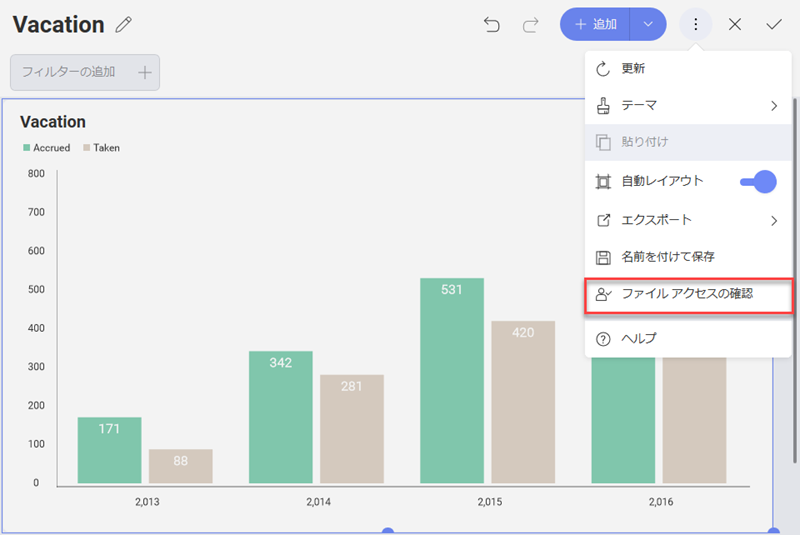 Vacation
追加
フィルターの追加
更新
テーマ
貼り付け
自動レイアウト
エクスポート
名前を付けて保存
ファイル アクセスの確認
ヘルプ
Vacation
Accrued Taken
800
700
600
500
400
300
200
100
0
171
88
342
281
531
420
2,013
2,014
2,015
2,016